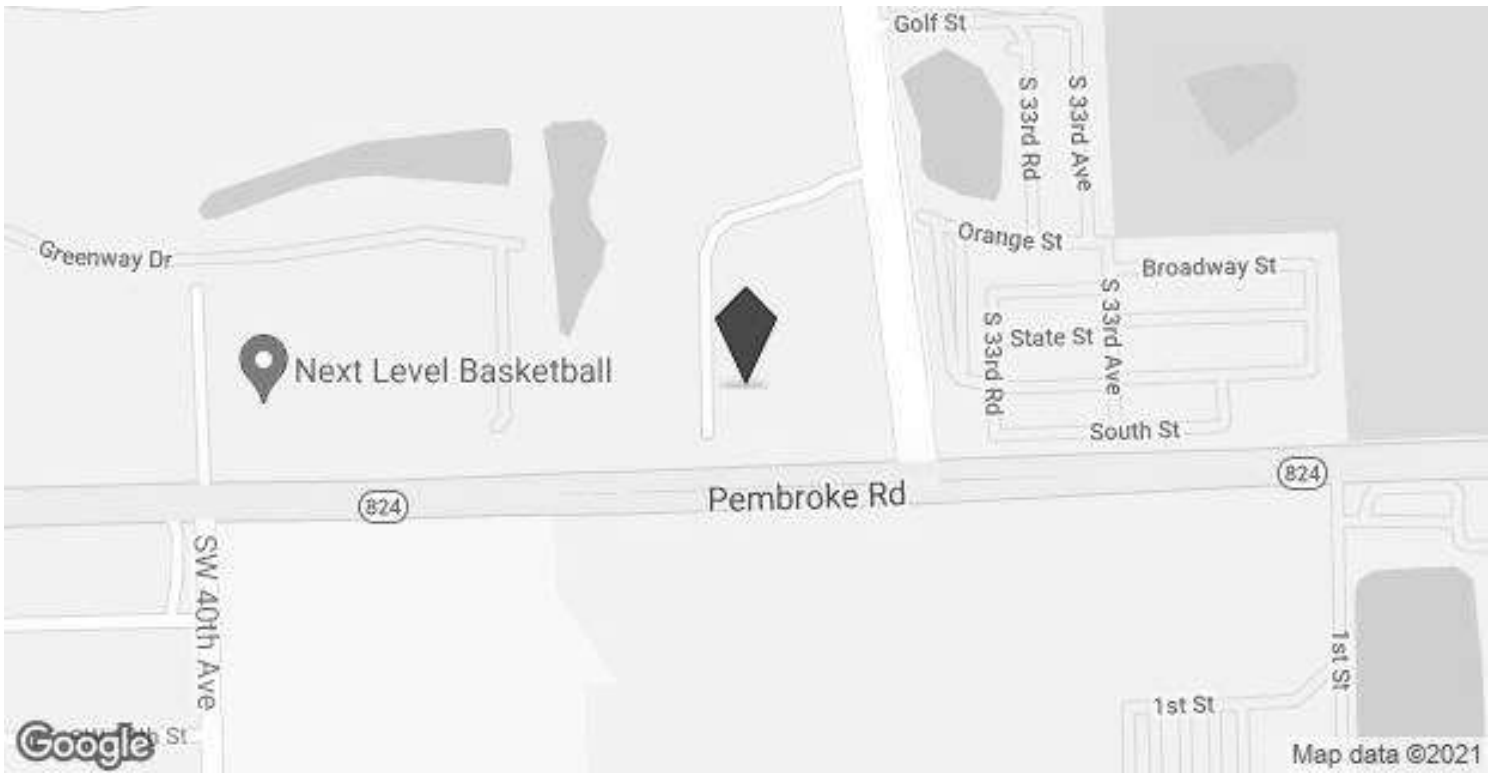 Golf St
S 33rd Rd
S 33rd Ave
Orange St
Greenway Dr
Broadway St
S 33rd Rd
State St
S 33rd Ave
Next Level Basketball
South St
824
Pembroke Rd
824
SW 40th Ave
1st St
1st St
St
Google
Map data ©2021